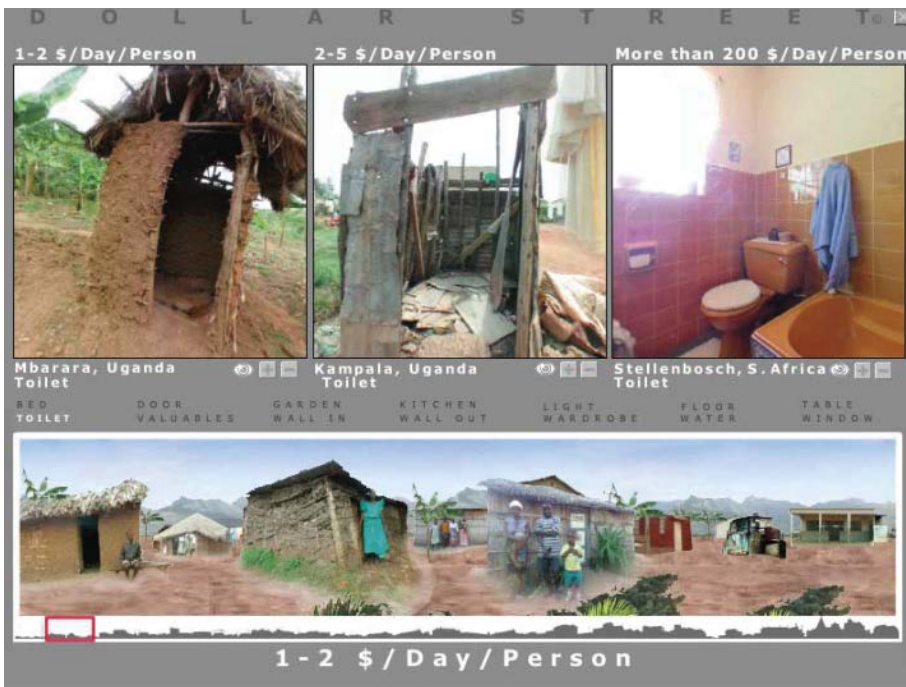 DOLLAR STREET
1-2 $/Day/Person
2-5 $/Day/Person
More than 200 $/Day/Person
Mbarara, Uganda
Toilet
Kampala, Uganda
Toilet
Stellenbosch, S. Africa
Toilet
BED DOOR GARDEN KITCHEN LIGHT FLOOR TABLE
TOILET VALUABLES WALL IN WALL OUT WARDROBE WATER WINDOW
1-2 $/Day/Person